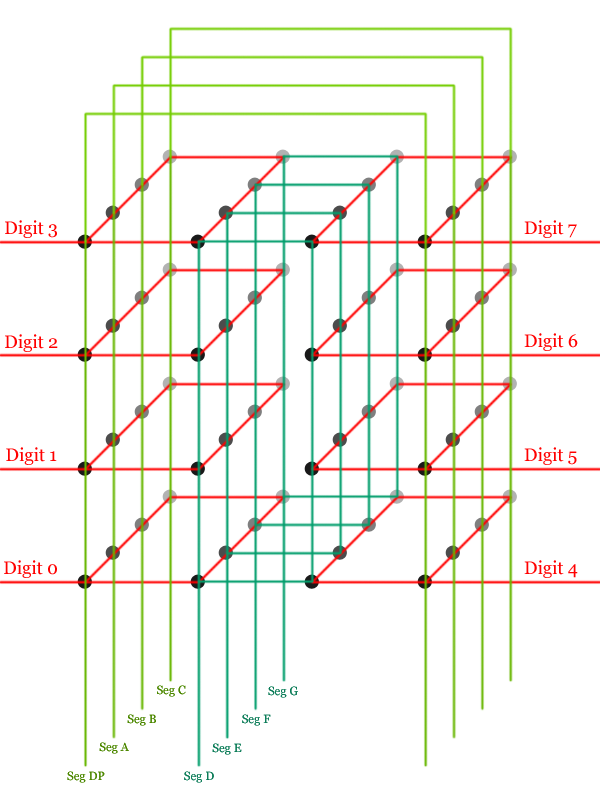 Digit 3
Digit 7
Digit 2
Digit 6
Digit 1
Digit 5
Digit 0
Digit 4
Seg C
Seg G
Seg B
Seg F
Seg A
Seg E
Seg DP
Seg D